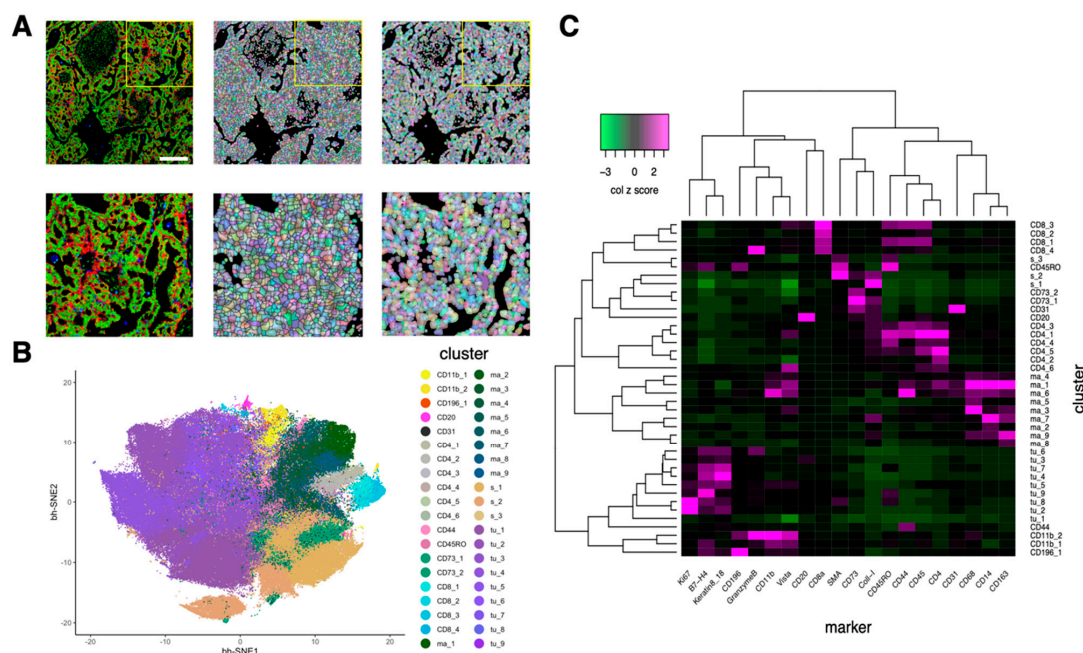 A
B
cluster
CD11b_1
CD11b_2
CD196_1
CD20
CD31
CD4_1
CD4_2
CD4_3
CD4_4
CD4_5
CD4_6
CD44
CD45RO
CD73_1
CD73_2
CD8_1
CD8_2
CD8_3
CD8_4
ma_1
ma_2
ma_3
ma_4
ma_5
ma_6
ma_7
ma_8
ma_9
s_1
s_2
s_3
tu_1
tu_2
tu_3
tu_4
tu_5
tu_6
tu_7
tu_8
tu_9
20
10
0
-10
-20
bh-SNE2
-20
-10
0
10
20
bh-SNE1
C
-3
0
2
col z score
CD8_3
CD8_2
CD8_1
CD8_4
s_3
CD45RO
s_2
s_1
CD73_2
CD73_1
CD31
CD20
CD4_3
CD4_1
CD4_4
CD4_5
CD4_2
CD4_6
ma_4
ma_1
ma_6
ma_5
ma_3
ma_7
ma_2
ma_9
ma_8
tu_6
tu_3
tu_7
tu_4
tu_5
tu_9
tu_8
tu_2
tu_1
CD44
CD11b_2
CD11b_1
CD196_1
cluster
Ki67
B7-H4
Keratin8_18
CD196
GranzymeB
CD11b
Vista
CD20
CD8a
SMA
CD73
Coll-I
CD45RO
CD44
CD45
CD4
CD31
CD68
CD14
CD163
marker